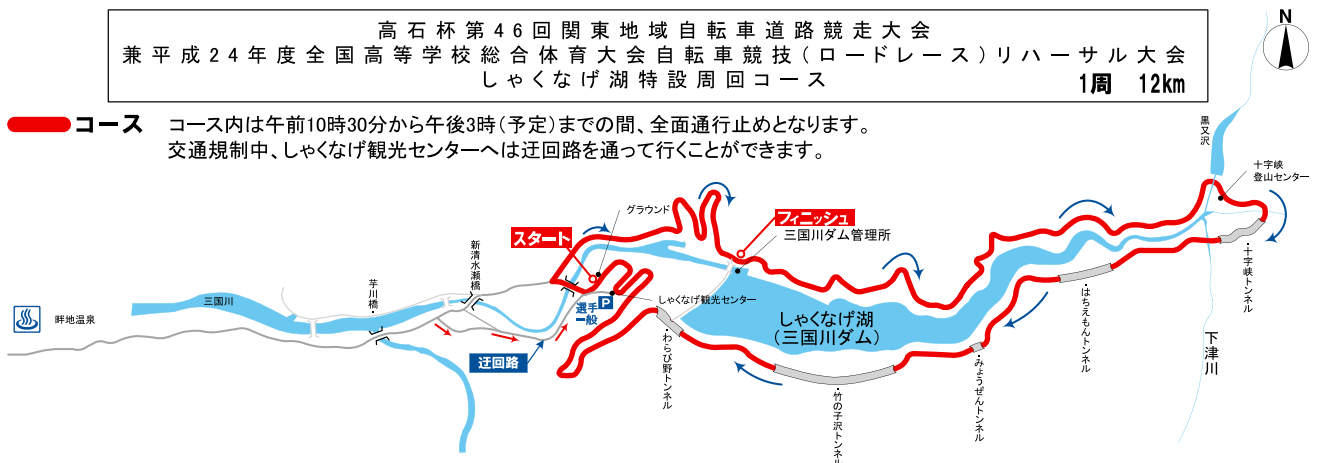 高石杯第46回関東地域自転車道路競走大会
兼平成24年度全国高等学校総合体育大会自転車競技(ロードレース)リハーサル大会
しゃくなげ湖特設周回コース
1周 12km
N
コース
コース内は午前10時30分から午後3時(予定)までの間、全面通行止めとなります。
交通規制中、しゃくなげ観光センターへは迂回路を通って行くことができます。
黒又沢
十字峡
登山センター
グラウンド
フィニッシュ
三国川ダム管理所
スタート
新清水瀬橋
芋川橋
三国川
畔地温泉
しゃくなげ観光センター
P
選手
一般
迂回路
しゃくなげ湖
(三国川ダム)
わらび野トンネル
竹の子沢トンネル
みょうぜんトンネル
はちえもんトンネル
十字峡トンネル
下津川